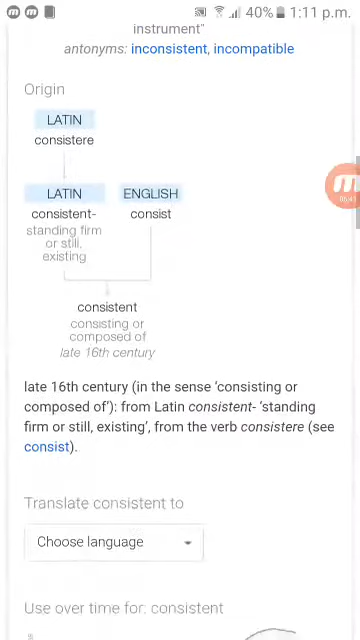 40% 1:11 p.m.
instrument"
antonyms: inconsistent, incompatible
Origin
LATIN
consistere
LATIN ENGLISH
consistent- consist
standing firm
or still,
existing
consistent
consisting or
composed of
late 16th century
late 16th century (in the sense ‘consisting or
composed of’): from Latin consistent- ‘standing
firm or still, existing’, from the verb consistere (see
consist).
Translate consistent to
Choose language
Use over time for: consistent